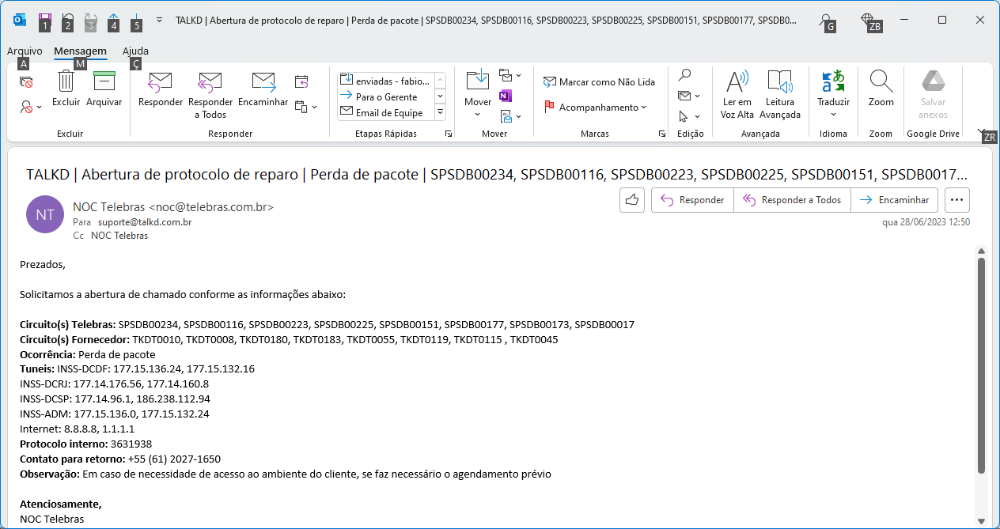 TALKD | Abertura de protocolo de reparo | Perda de pacote | SPSDB00234, SPSDB00116, SPSDB00223, SPSDB00225, SPSDB00151, SPSDB00177, SPSDB0...
1 2 3 4 5 G ZB
Arquivo Mensagem Ajuda
A M Ç
Excluir Arquivar
Excluir
Responder Responder a Todos Encaminhar
Responder
enviadas - fabio...
Para o Gerente
Email de Equipe
Etapas Rápidas
Mover
Mover
Marcar como Não Lida
Acompanhamento
Marcas
Edição
Ler em Voz Alta
Leitura Avançada
Avançada
Traduzir
Idioma
Zoom
Zoom
Salvar anexos
Google Drive
ZR
TALKD | Abertura de protocolo de reparo | Perda de pacote | SPSDB00234, SPSDB00116, SPSDB00223, SPSDB00225, SPSDB00151, SPSDB0017...
NT
NOC Telebras <noc@telebras.com.br>
Para suporte@talkd.com.br
Cc NOC Telebras
Responder Responder a Todos Encaminhar
qua 28/06/2023 12:50
Prezados,
Solicitamos a abertura de chamado conforme as informações abaixo:
Circuito(s) Telebras: SPSDB00234, SPSDB00116, SPSDB00223, SPSDB00225, SPSDB00151, SPSDB00177, SPSDB00173, SPSDB00017
Circuito(s) Fornecedor: TKDT0010, TKDT0008, TKDT0180, TKDT0183, TKDT0055, TKDT0119, TKDT0115 , TKDT0045
Ocorrência: Perda de pacote
Tuneis: INSS-DCDF: 177.15.136.24, 177.15.132.16
INSS-DCRJ: 177.14.176.56, 177.14.160.8
INSS-DCSP: 177.14.96.1, 186.238.112.94
INSS-ADM: 177.15.136.0, 177.15.132.24
Internet: 8.8.8.8, 1.1.1.1
Protocolo interno: 3631938
Contato para retorno: +55 (61) 2027-1650
Observação: Em caso de necessidade de acesso ao ambiente do cliente, se faz necessário o agendamento prévio
Atenciosamente,
NOC Telebras